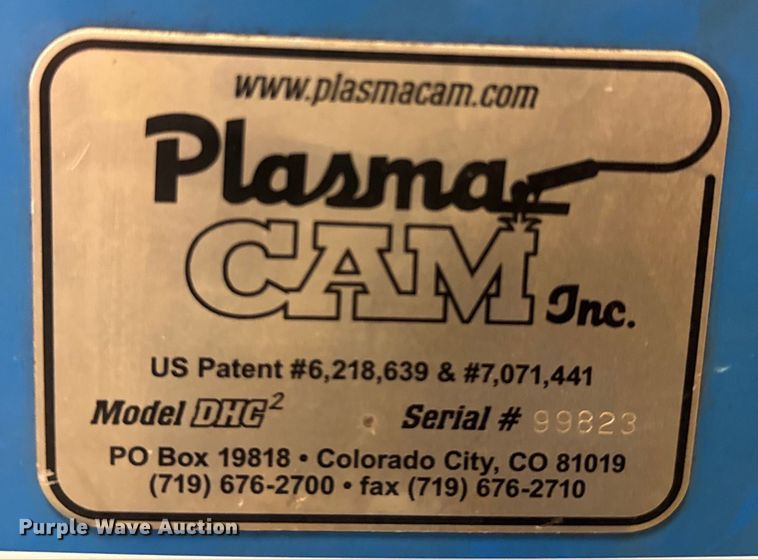 www.plasmacam.com
Plasma
CAM Inc.
US Patent #6,218,639 & #7,071,441
Model DHC² Serial # 99823
PO Box 19818 • Colorado City, CO 81019
(719) 676-2700 • fax (719) 676-2710
Purple Wave Auction